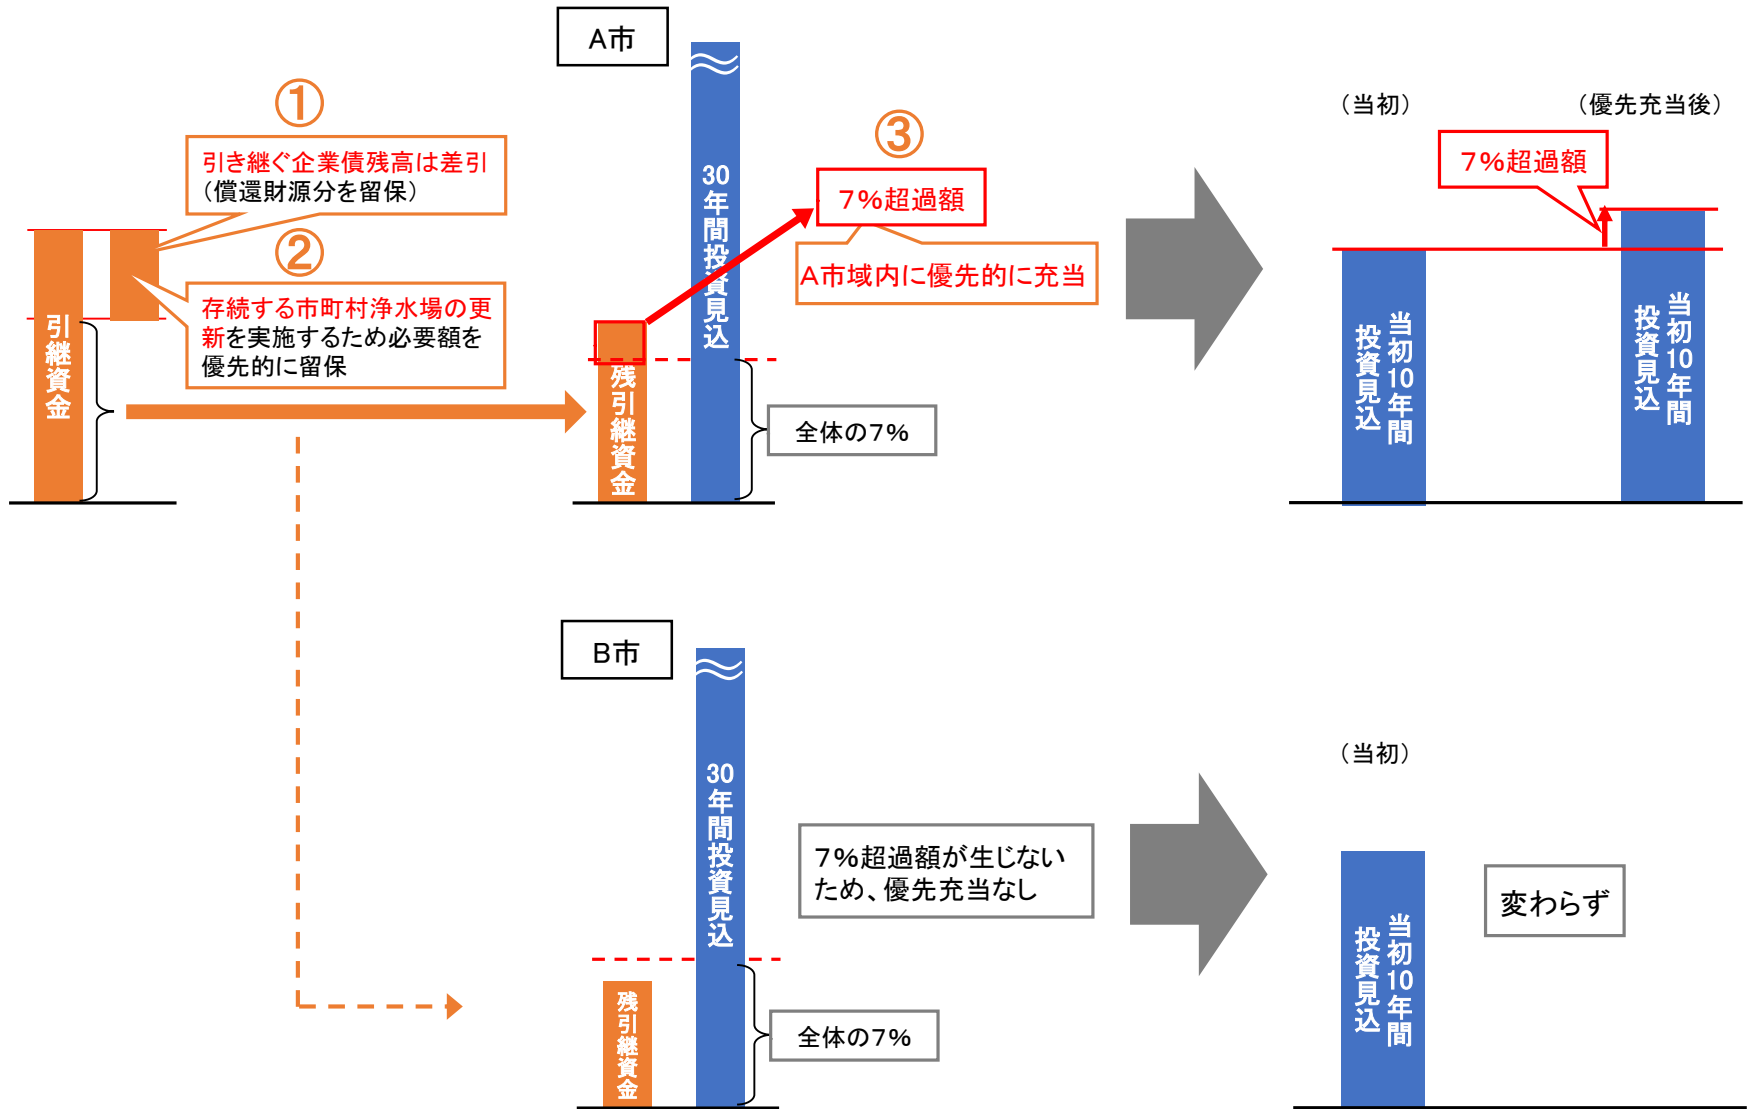 A市
①
引き継ぐ企業債残高は差引
（償還財源分を留保）
②
存続する市町村浄水場の更
新を実施するため必要額を
優先的に留保
引継資金
残引継資金
30年間投資見込
全体の7%
③
7%超過額
A市域内に優先的に充当
（当初）
（優先充当後）
7%超過額
当初10年間
投資見込
当初10年間
投資見込
B市
30年間投資見込
残引継資金
全体の7%
7%超過額が生じない
ため、優先充当なし
（当初）
当初10年間
投資見込
変わらず